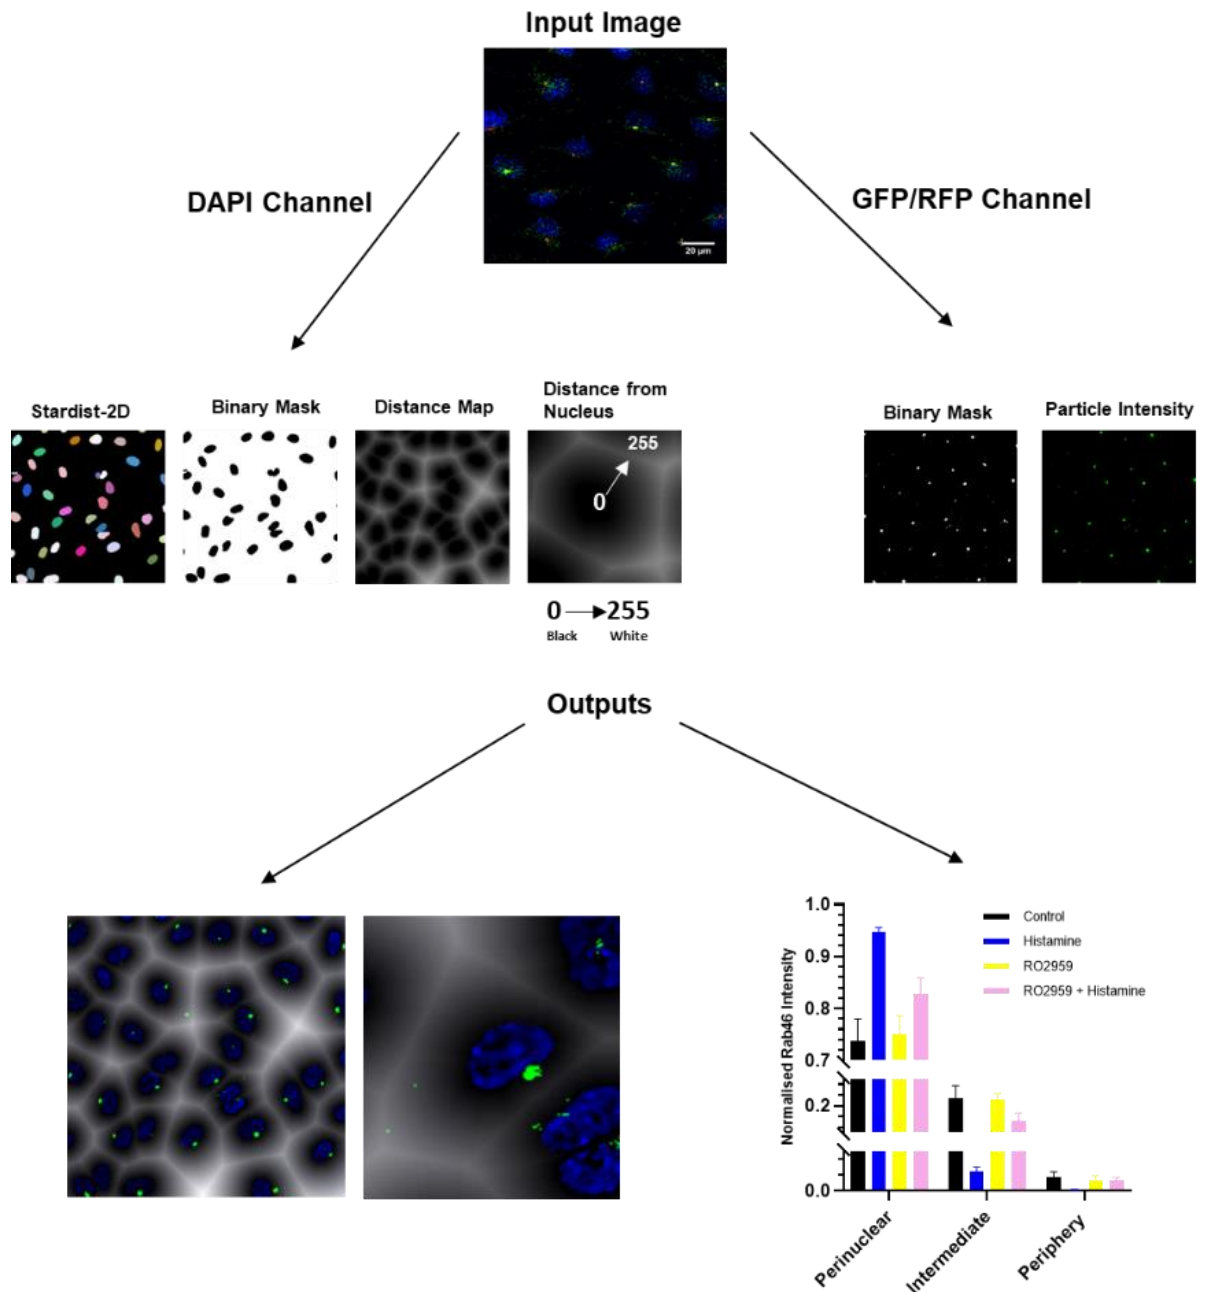 Input Image
20 µm
DAPI Channel
GFP/RFP Channel
Stardist-2D
Binary Mask
Distance Map
Distance from
Nucleus
255
0
0 255
Black White
Binary Mask
Particle Intensity
Outputs
Normalised Rab46 Intensity
1.0
0.9
0.8
0.7
0.2
0.0
Control
Histamine
RO2959
RO2959 + Histamine
Perinuclear
Intermediate
Periphery